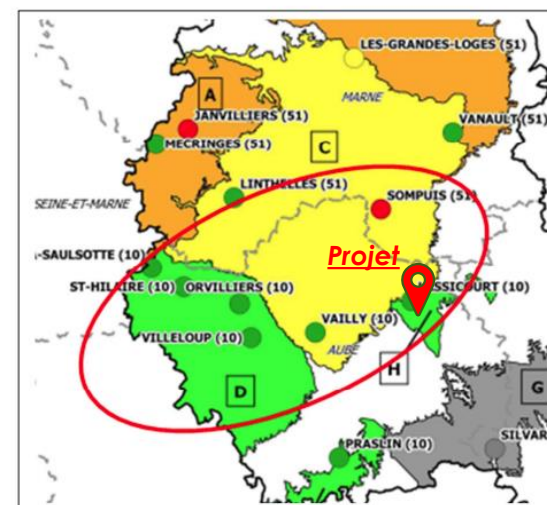 LES-GRANDES-LOGES (51)
A
MARNE
JANVILLIERS (51)
VANAULT (51)
MECRINGES (51)
C
LINTHELLES (51)
SOMPUIS (51)
SEINE-ET-MARNE
Projet
-SAULSOTTE (10)
ST-HILAIRE (10)
ORVILLIERS (10)
SSICOURT (10)
VAILLY (10)
VILLELOUP (10)
AUBE
H
D
G
PRASLIN (10)
SILVAR